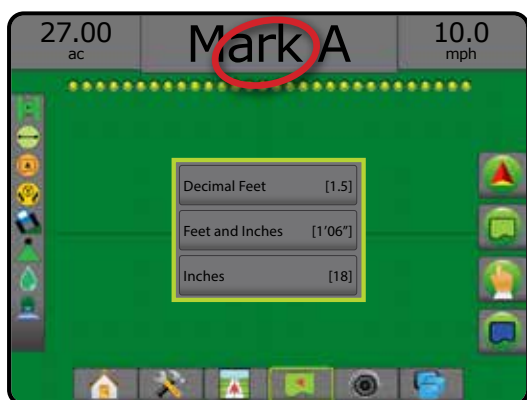 27.00
ac
Mark A
10.0
mph
Decimal Feet [1.5]
Feet and Inches [1'06"]
Inches [18]